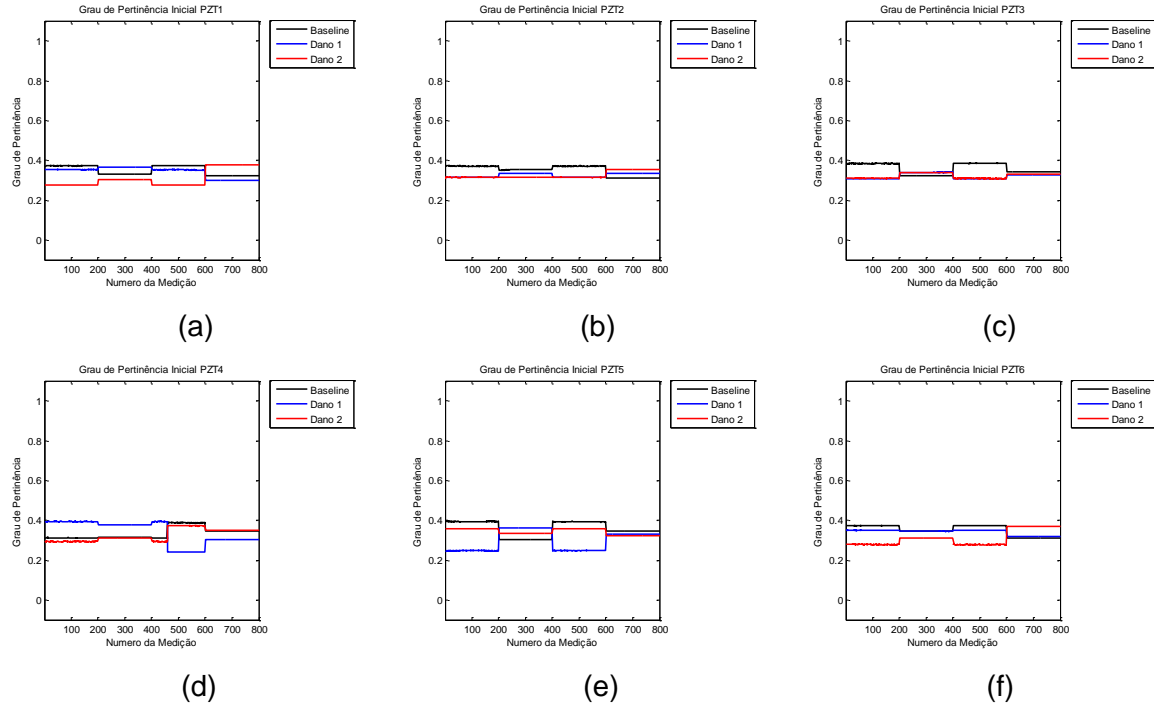 Grau de Pertinência Inicial PZT1
Baseline
Dano 1
Dano 2
1
0.8
0.6
0.4
0.2
0
Grau de Pertinência
100 200 300 400 500 600 700 800
Numero da Medição
(a)
Grau de Pertinência Inicial PZT2
Baseline
Dano 1
Dano 2
1
0.8
0.6
0.4
0.2
0
Grau de Pertinência
100 200 300 400 500 600 700 800
Numero da Medição
(b)
Grau de Pertinência Inicial PZT3
Baseline
Dano 1
Dano 2
1
0.8
0.6
0.4
0.2
0
Grau de Pertinência
100 200 300 400 500 600 700 800
Numero da Medição
(c)
Grau de Pertinência Inicial PZT4
Baseline
Dano 1
Dano 2
1
0.8
0.6
0.4
0.2
0
Grau de Pertinência
100 200 300 400 500 600 700 800
Numero da Medição
(d)
Grau de Pertinência Inicial PZT5
Baseline
Dano 1
Dano 2
1
0.8
0.6
0.4
0.2
0
Grau de Pertinência
100 200 300 400 500 600 700 800
Numero da Medição
(e)
Grau de Pertinência Inicial PZT6
Baseline
Dano 1
Dano 2
1
0.8
0.6
0.4
0.2
0
Grau de Pertinência
100 200 300 400 500 600 700 800
Numero da Medição
(f)